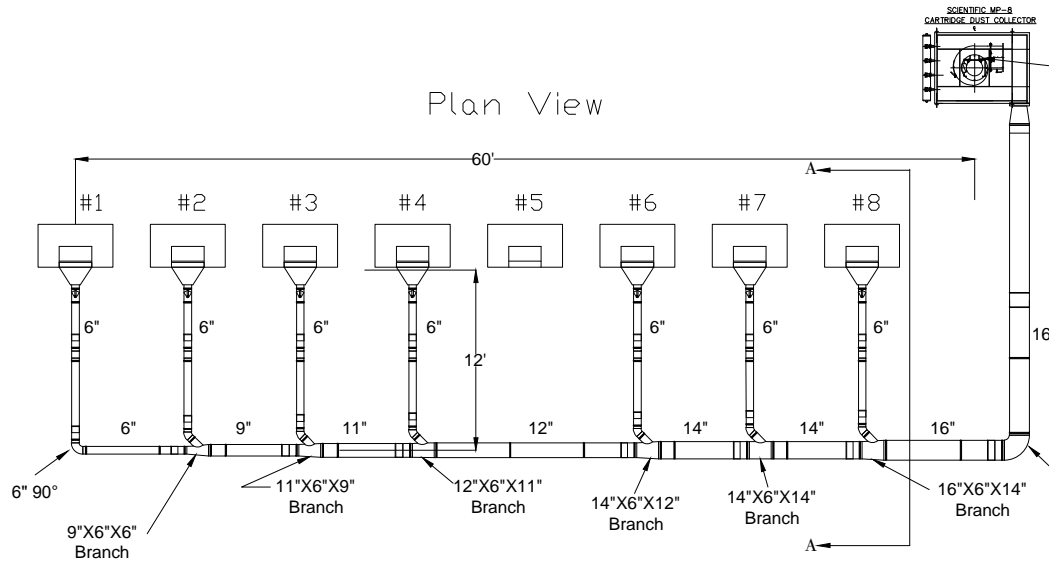 SCIENTIFIC MP-8
CARTRIDGE DUST COLLECTOR
Plan View
60'
A
#1 #2 #3 #4 #5 #6 #7 #8
6" 6" 6" 6" 6" 6" 6"
16
12'
6" 9" 11" 12" 14" 14" 16"
6" 90°
9"X6"X6"
Branch
11"X6"X9"
Branch
12"X6"X11"
Branch
14"X6"X12"
Branch
14"X6"X14"
Branch
16"X6"X14"
Branch
A